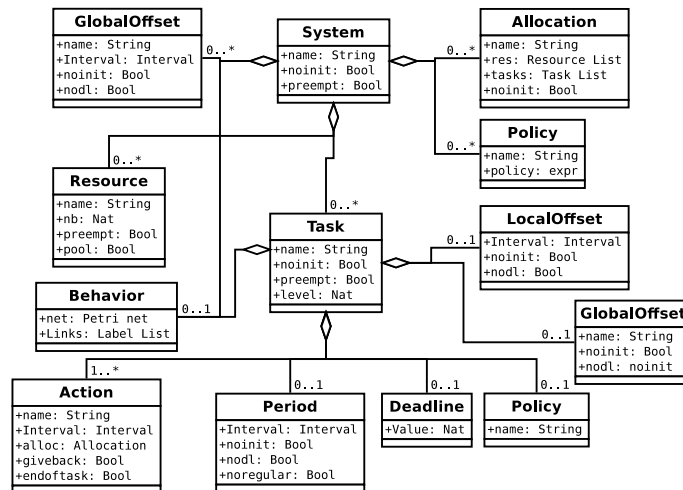 GlobalOffset
+name: String
+Interval: Interval
+noinit: Bool
+nodl: Bool
0..*
System
+name: String
+noinit: Bool
+preempt: Bool
0..*
Allocation
+name: String
+res: Resource List
+tasks: Task List
+noinit: Bool
0..*
Policy
+name: String
+policy: expr
0..*
Resource
+name: String
+nb: Nat
+preempt: Bool
+pool: Bool
0..*
Task
+name: String
+noinit: Bool
+preempt: Bool
+level: Nat
0..1
LocalOffset
+Interval: Interval
+noinit: Bool
+nodl: Bool
Behavior
+net: Petri net
+Links: Label List
0..1
0..1
GlobalOffset
+name: String
+noinit: Bool
+nodl: noinit
1..*
Action
+name: String
+Interval: Interval
+alloc: Allocation
+giveback: Bool
+endoftask: Bool
0..1
Period
+Interval: Interval
+noinit: Bool
+nodl: Bool
+noregular: Bool
0..1
Deadline
+Value: Nat
0..1
Policy
+name: String